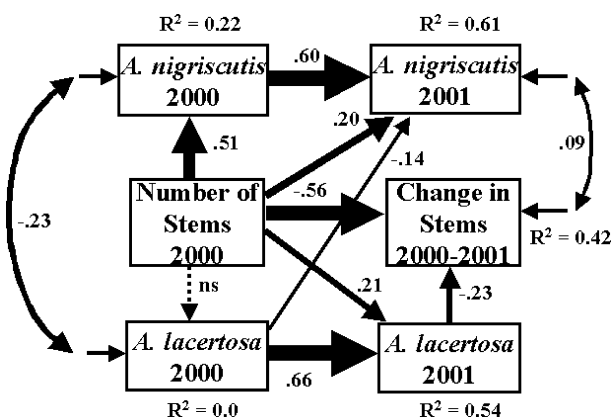 R² = 0.22
R² = 0.61
A. nigriscutis
2000
.60
A. nigriscutis
2001
.51
.20
-.14
.09
-.23
Number of
Stems
2000
-.56
Change in
Stems
2000-2001
R² = 0.42
ns
.21
-.23
A. lacertosa
2000
.66
A. lacertosa
2001
R² = 0.0
R² = 0.54